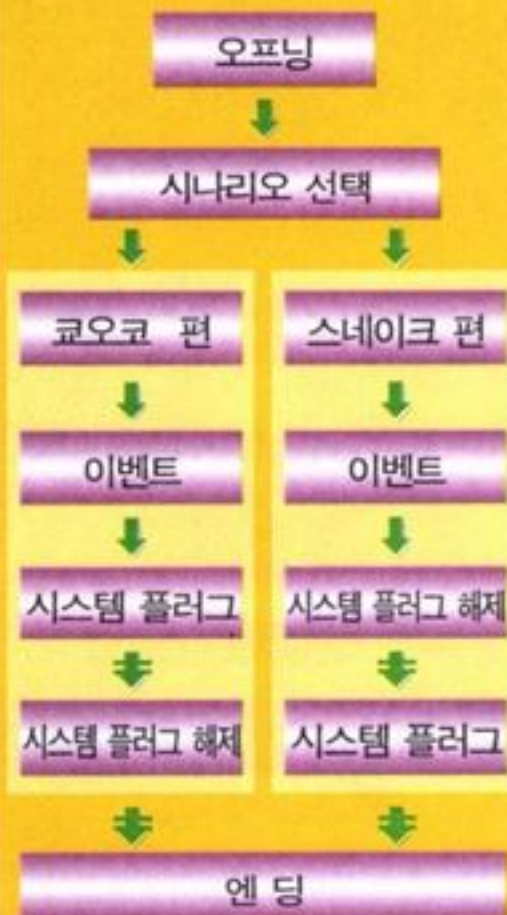 오프닝
시나리오 선택
쿄오코 편
스네이크 편
이벤트
이벤트
시스템 플러그
시스템 플러그 해제
시스템 플러그 해제
시스템 플러그
엔 딩